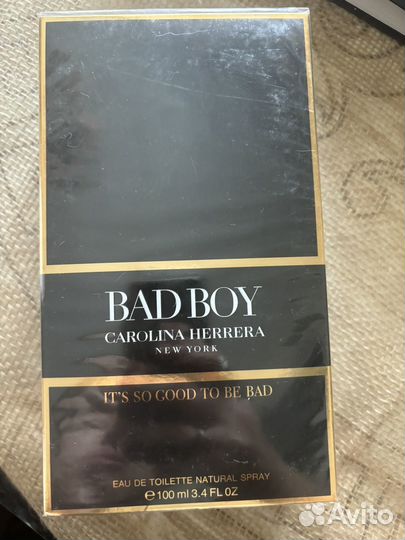 BAD BOY
CAROLINA HERRERA
NEW YORK
IT'S SO GOOD TO BE BAD
EAU DE TOILETTE NATURAL SPRAY
℮ 100 ml 3.4 FL OZ
Avito